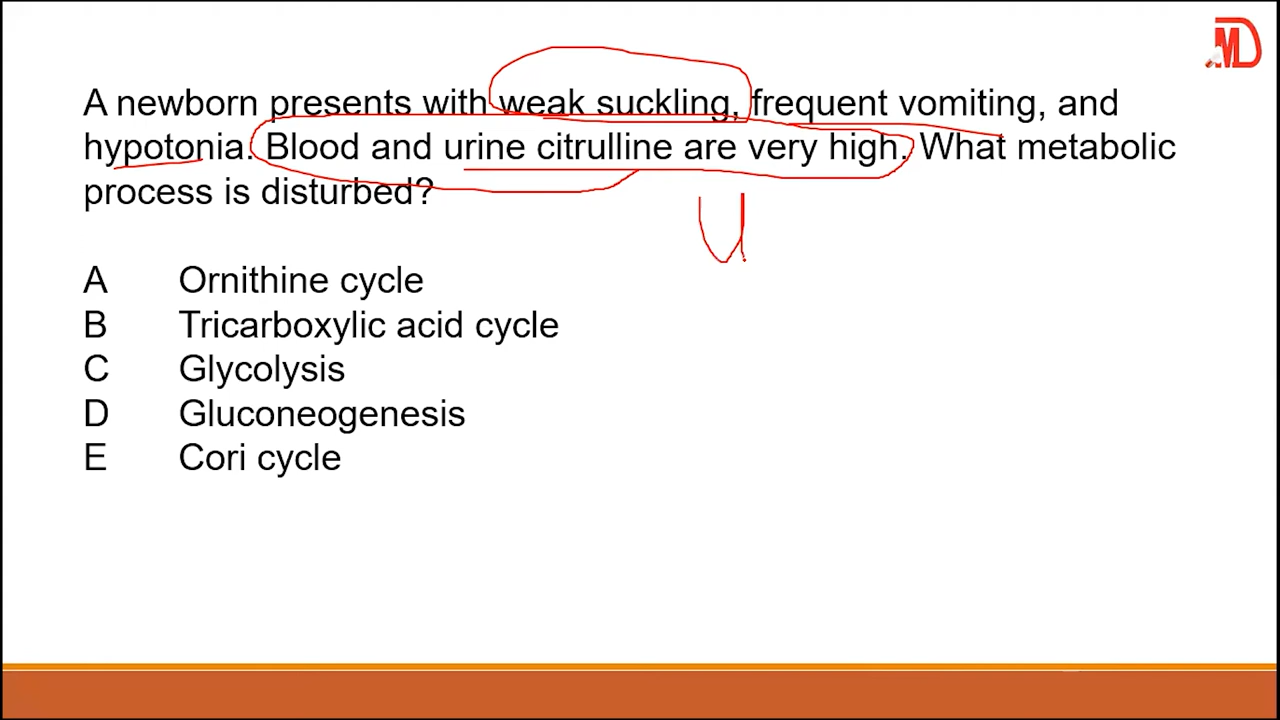 MD
A newborn presents with weak suckling, frequent vomiting, and
hypotonia. Blood and urine citrulline are very high. What metabolic
process is disturbed?
U
A Ornithine cycle
B Tricarboxylic acid cycle
C Glycolysis
D Gluconeogenesis
E Cori cycle